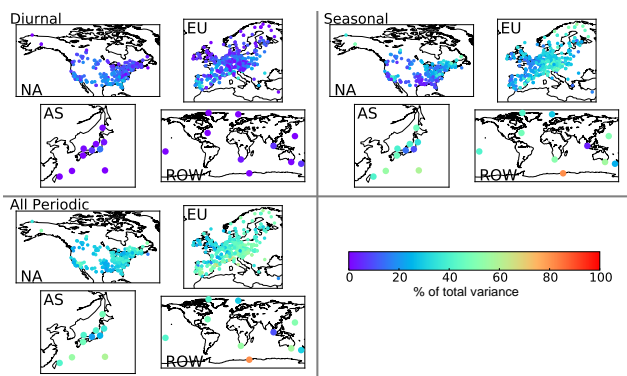 Diurnal
NA
EU
AS
ROW
Seasonal
NA
EU
AS
ROW
All Periodic
NA
EU
AS
ROW
0 20 40 60 80 100
% of total variance